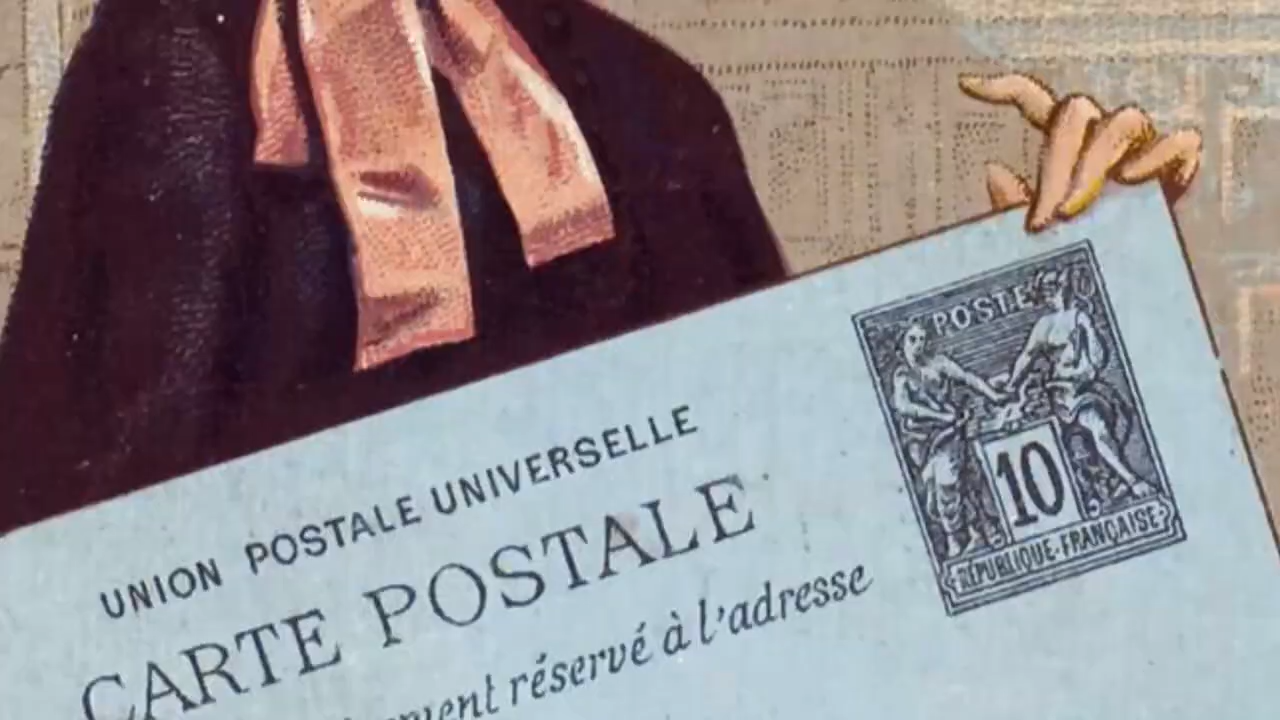 POSTE
10
RÉPUBLIQUE-FRANÇAISE
UNION POSTALE UNIVERSELLE
CARTE POSTALE
réservé à l'adresse